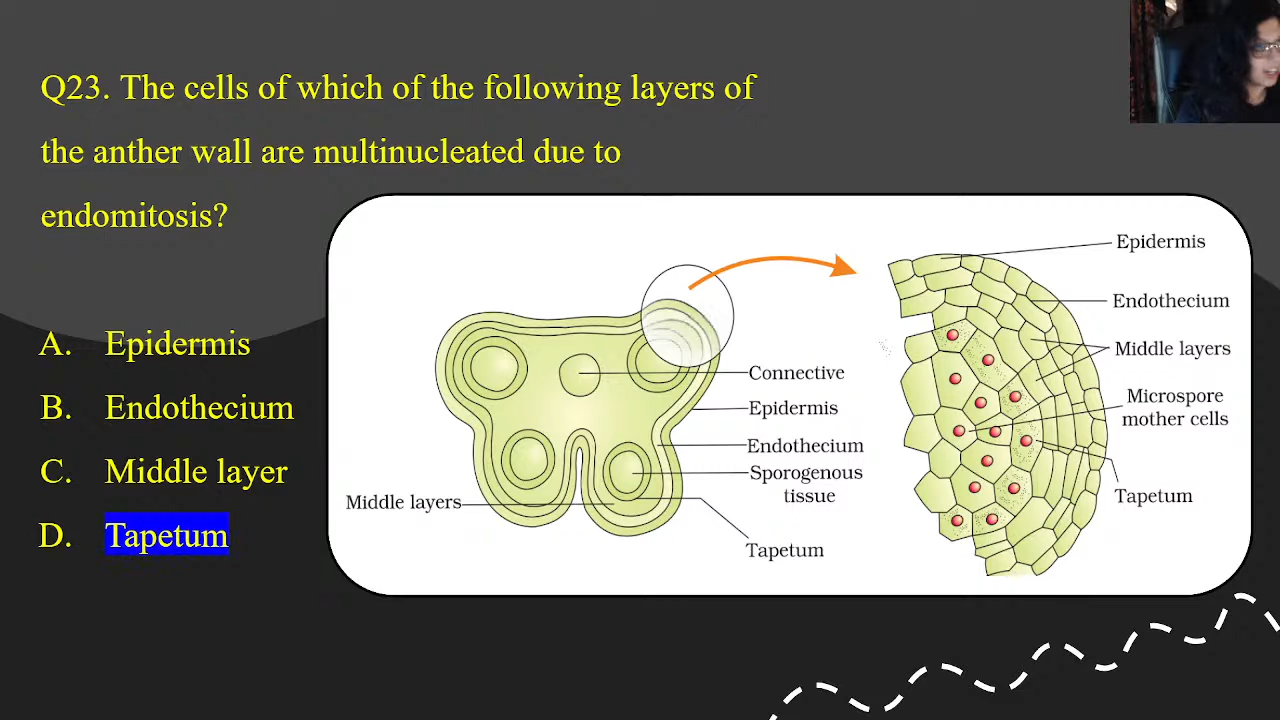 Q23. The cells of which of the following layers of
the anther wall are multinucleated due to
endomitosis?
A. Epidermis
B. Endothecium
C. Middle layer
D. Tapetum
Connective
Epidermis
Endothecium
Sporogenous
tissue
Middle layers
Tapetum
Epidermis
Endothecium
Middle layers
Microspore
mother cells
Tapetum